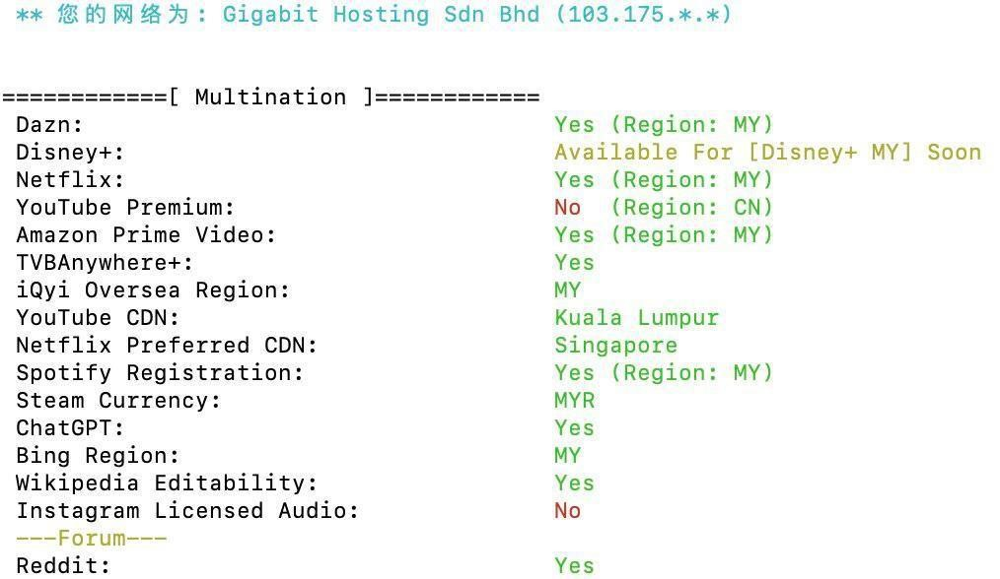 ** 您的网络为: Gigabit Hosting Sdn Bhd (103.175.*.*)
============[ Multination ]============
Dazn: Yes (Region: MY)
Disney+: Available For [Disney+ MY] Soon
Netflix: Yes (Region: MY)
YouTube Premium: No (Region: CN)
Amazon Prime Video: Yes (Region: MY)
TVBAnywhere+: Yes
iQyi Oversea Region: MY
YouTube CDN: Kuala Lumpur
Netflix Preferred CDN: Singapore
Spotify Registration: Yes (Region: MY)
Steam Currency: MYR
ChatGPT: Yes
Bing Region: MY
Wikipedia Editability: Yes
Instagram Licensed Audio: No
---Forum---
Reddit: Yes